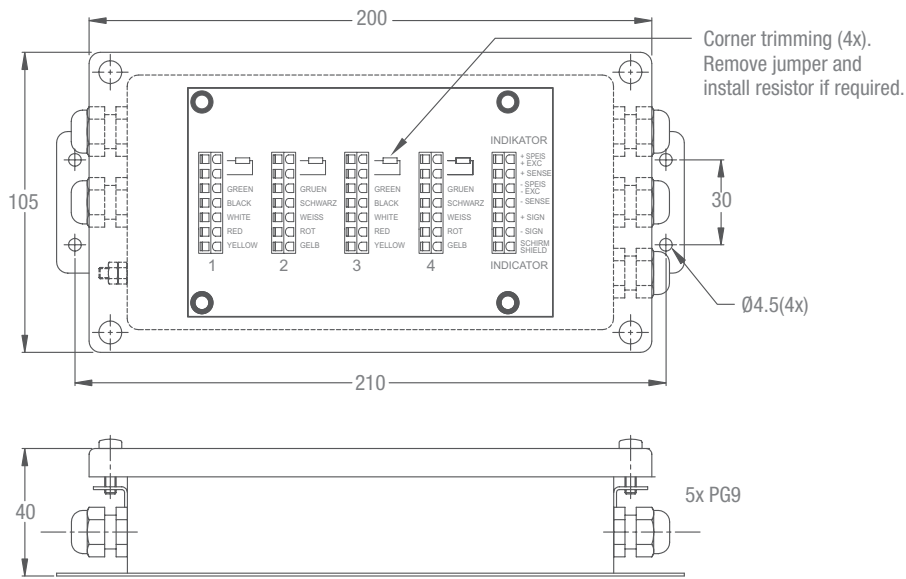 200
Corner trimming (4x).
Remove jumper and
install resistor if required.
105
INDIKATOR
+ SPEIS
+ EXC
+ SENSE
- SPEIS
- EXC
- SENSE
+ SIGN
- SIGN
SCHIRM
SHIELD
INDICATOR
GREEN
BLACK
WHITE
RED
YELLOW
1
GRUEN
SCHWARZ
WEISS
ROT
GELB
2
GREEN
BLACK
WHITE
RED
YELLOW
3
GRUEN
SCHWARZ
WEISS
ROT
GELB
4
30
Ø4.5(4x)
210
40
5x PG9